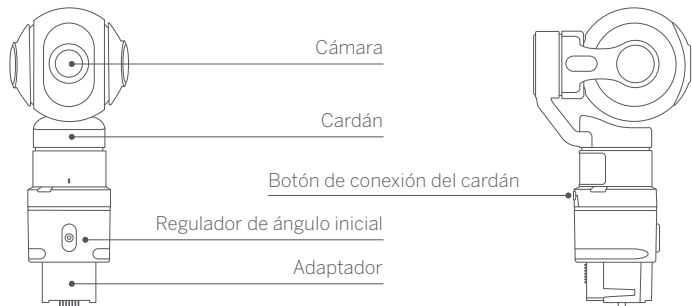 Cámara
Cardán
Botón de conexión del cardán
Regulador de ángulo inicial
Adaptador